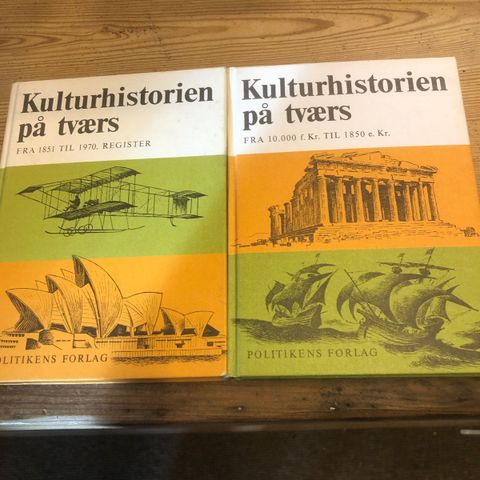 Kulturhistorien
på tværs
FRA 1851 TIL 1970. REGISTER
POLITIKENS FORLAG
Kulturhistorien
på tværs
FRA 10.000 f. Kr. TIL 1850 e. Kr.
POLITIKENS FORLAG